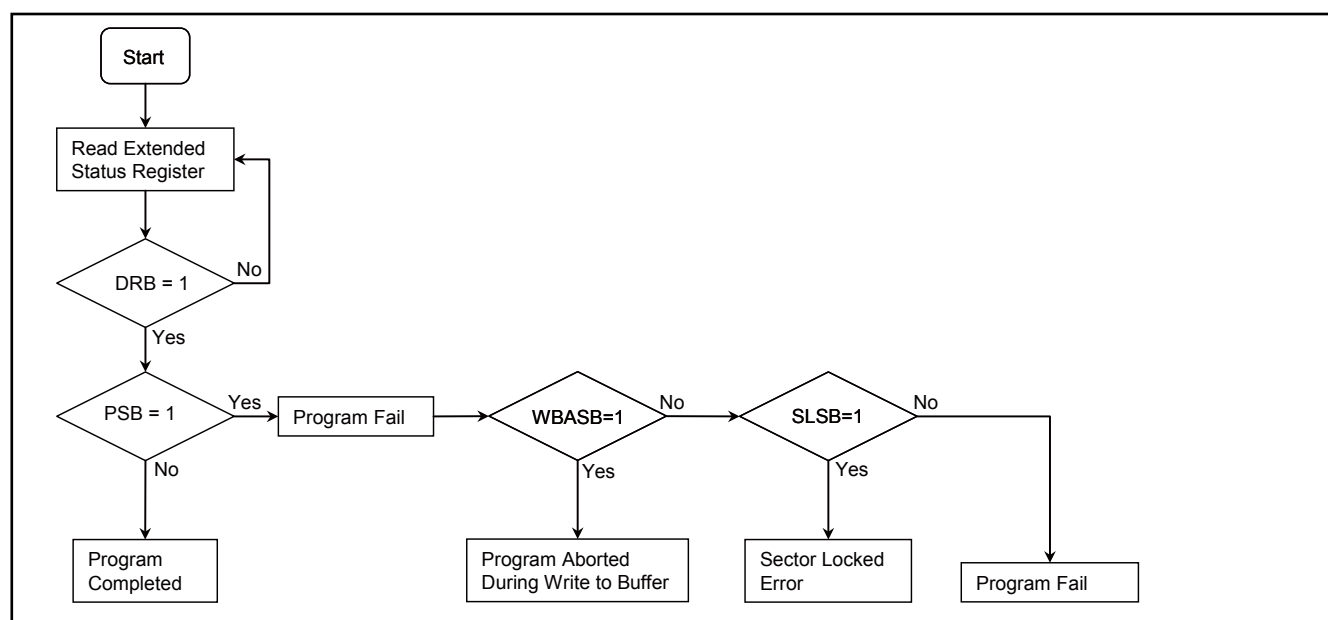 Start
Read Extended
Status Register
DRB = 1
No
Yes
PSB = 1
Yes
Program Fail
WBASB=1
No
SLSB=1
No
No
Yes
Yes
Program
Completed
Program Aborted
During Write to Buffer
Sector Locked
Error
Program Fail